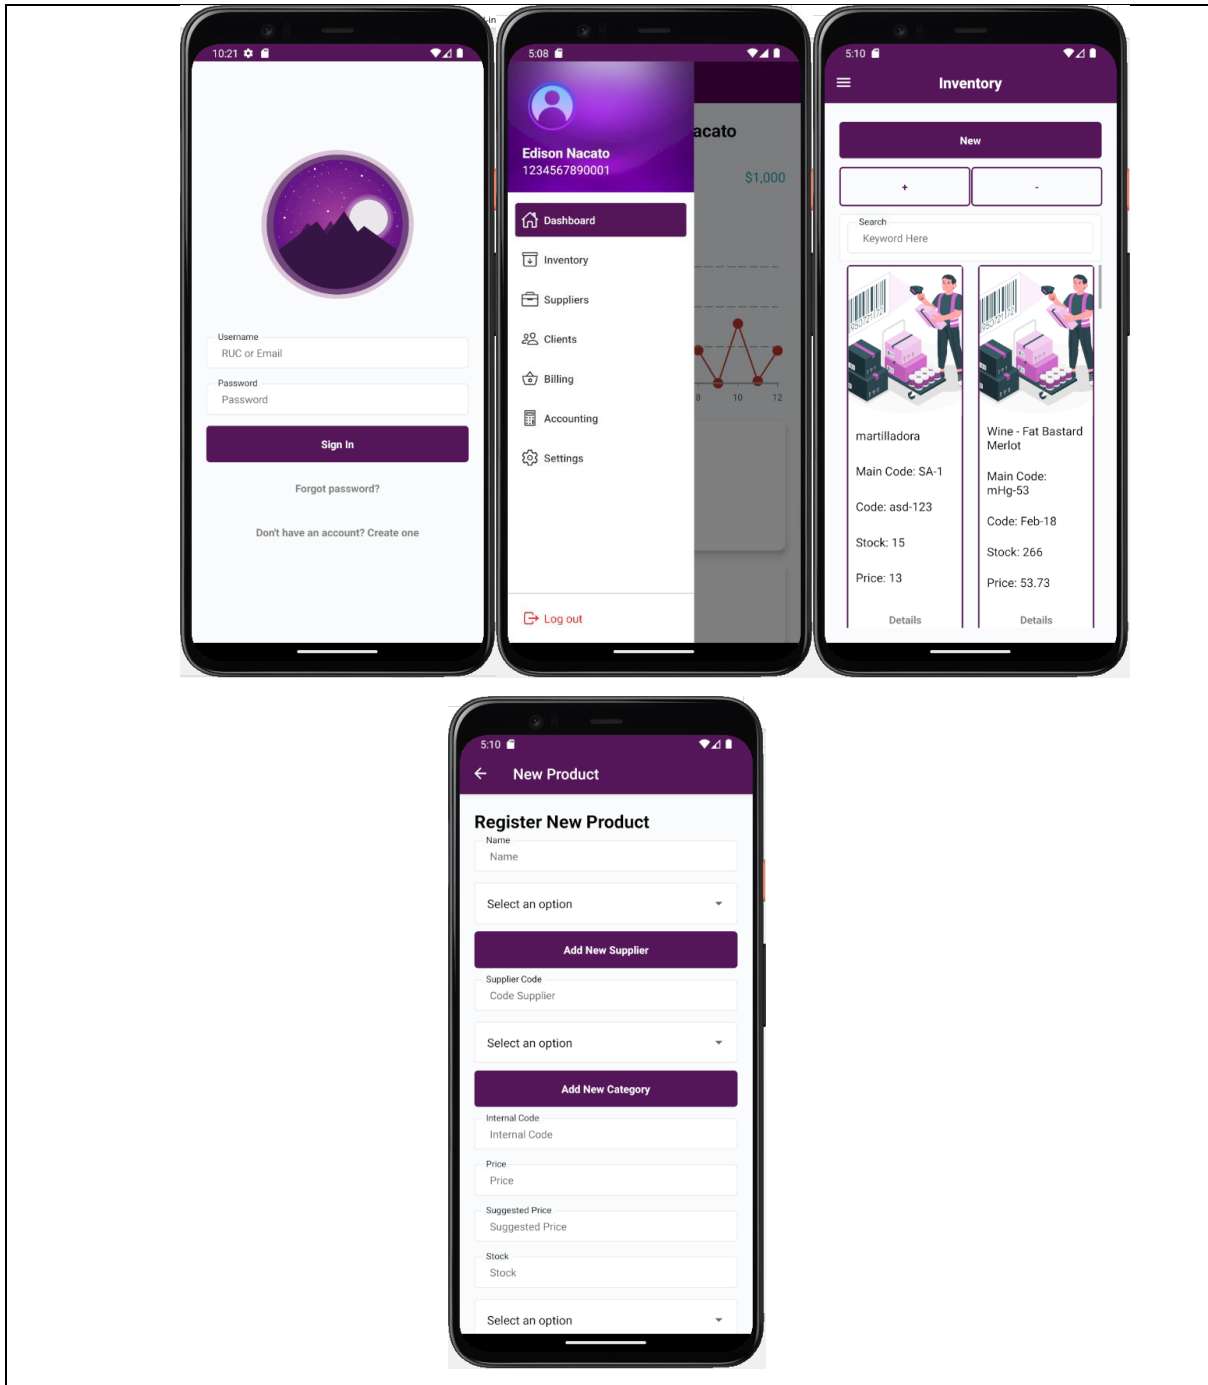 -in
10:21
Username
RUC or Email
Password
Password
Sign In
Forgot password?
Don't have an account? Create one
5:08
Edison Nacato
1234567890001
acato
$1,000
Dashboard
Inventory
Suppliers
Clients
Billing
Accounting
Settings
8 10 12
Log out
5:10
Inventory
New
+ -
Search
Keyword Here
martilladora
Main Code: SA-1
Code: asd-123
Stock: 15
Price: 13
Details
Wine - Fat Bastard
Merlot
Main Code:
mHg-53
Code: Feb-18
Stock: 266
Price: 53.73
Details
5:10
New Product
Register New Product
Name
Name
Select an option
Add New Supplier
Supplier Code
Code Supplier
Select an option
Add New Category
Internal Code
Internal Code
Price
Price
Suggested Price
Suggested Price
Stock
Stock
Select an option